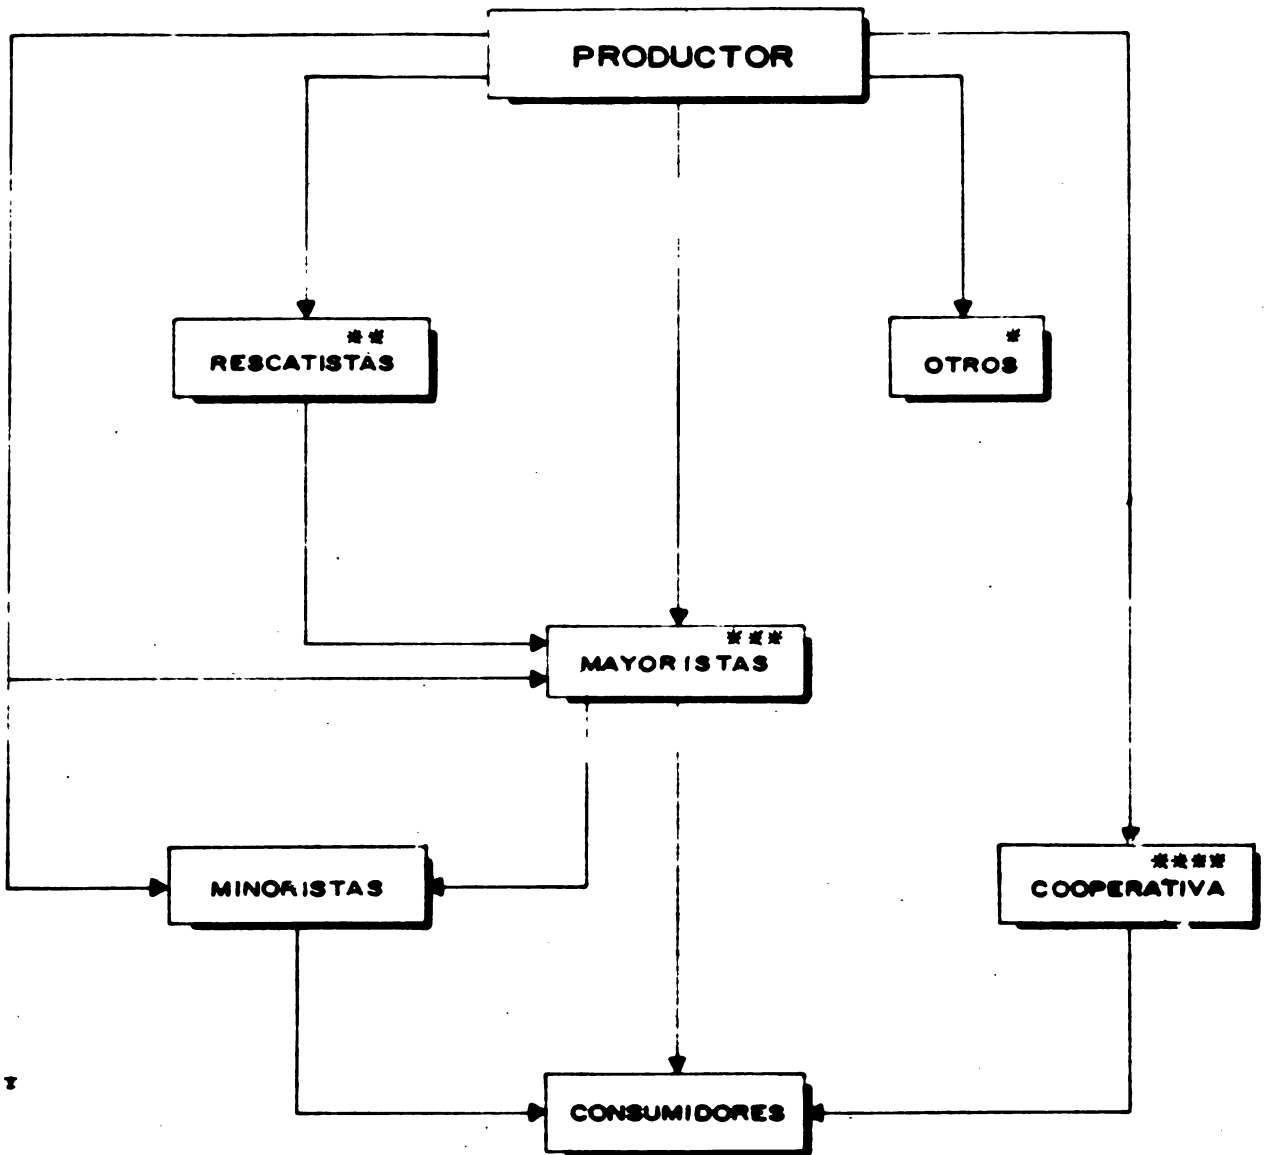 PRODUCTOR
**
RESCATISTAS
*
OTROS
***
MAYORISTAS
MINORISTAS
****
COOPERATIVA
CONSUMIDORES